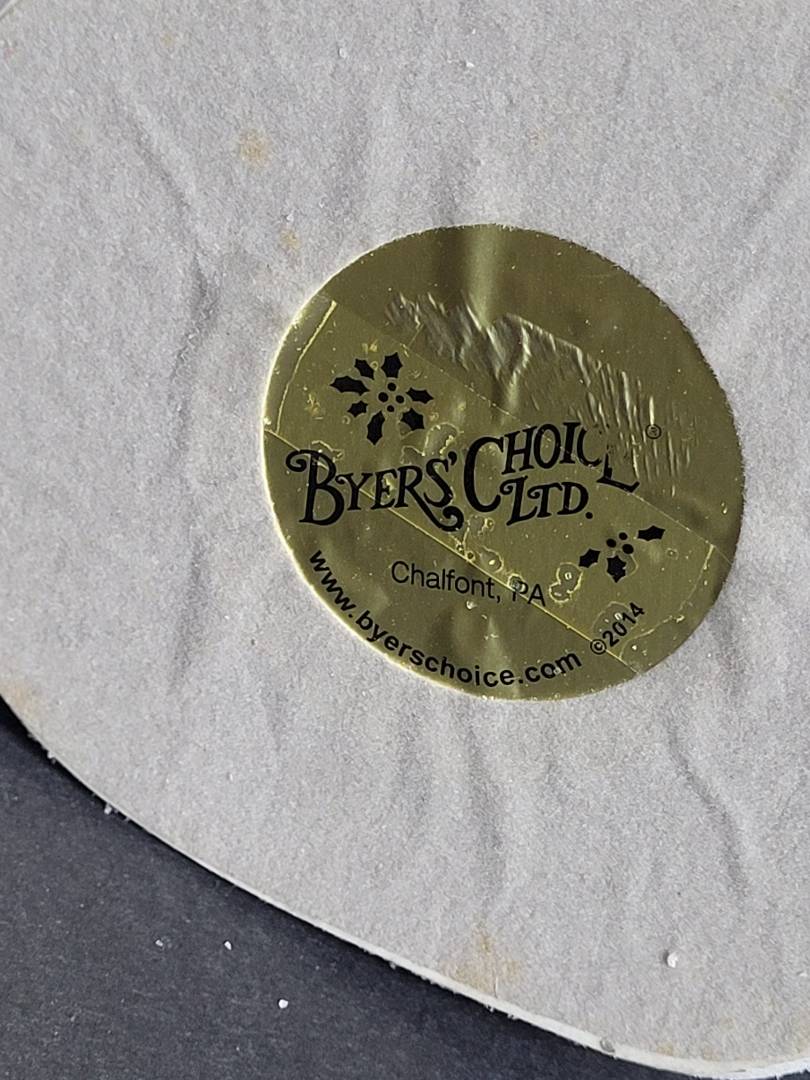 BYERS' CHOICE
LTD.
®
Chalfont, PA
www.byerschoice.com ©2014